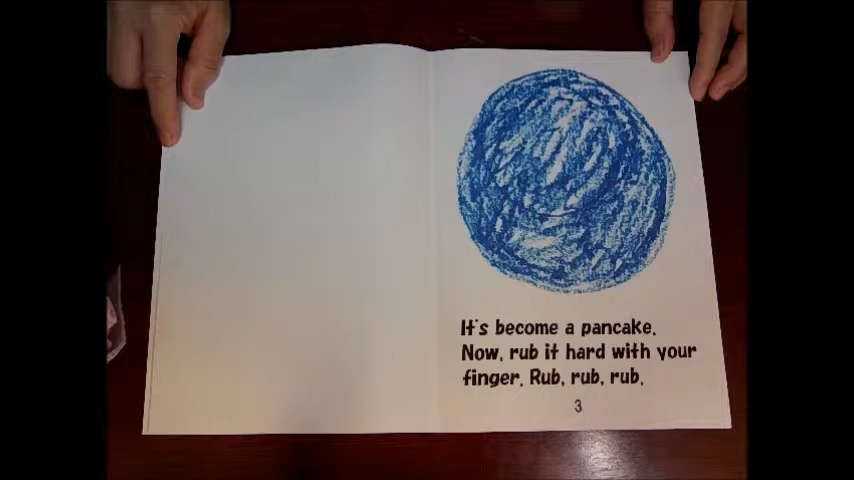 It's become a pancake.
Now, rub it hard with your
finger. Rub, rub, rub.
3